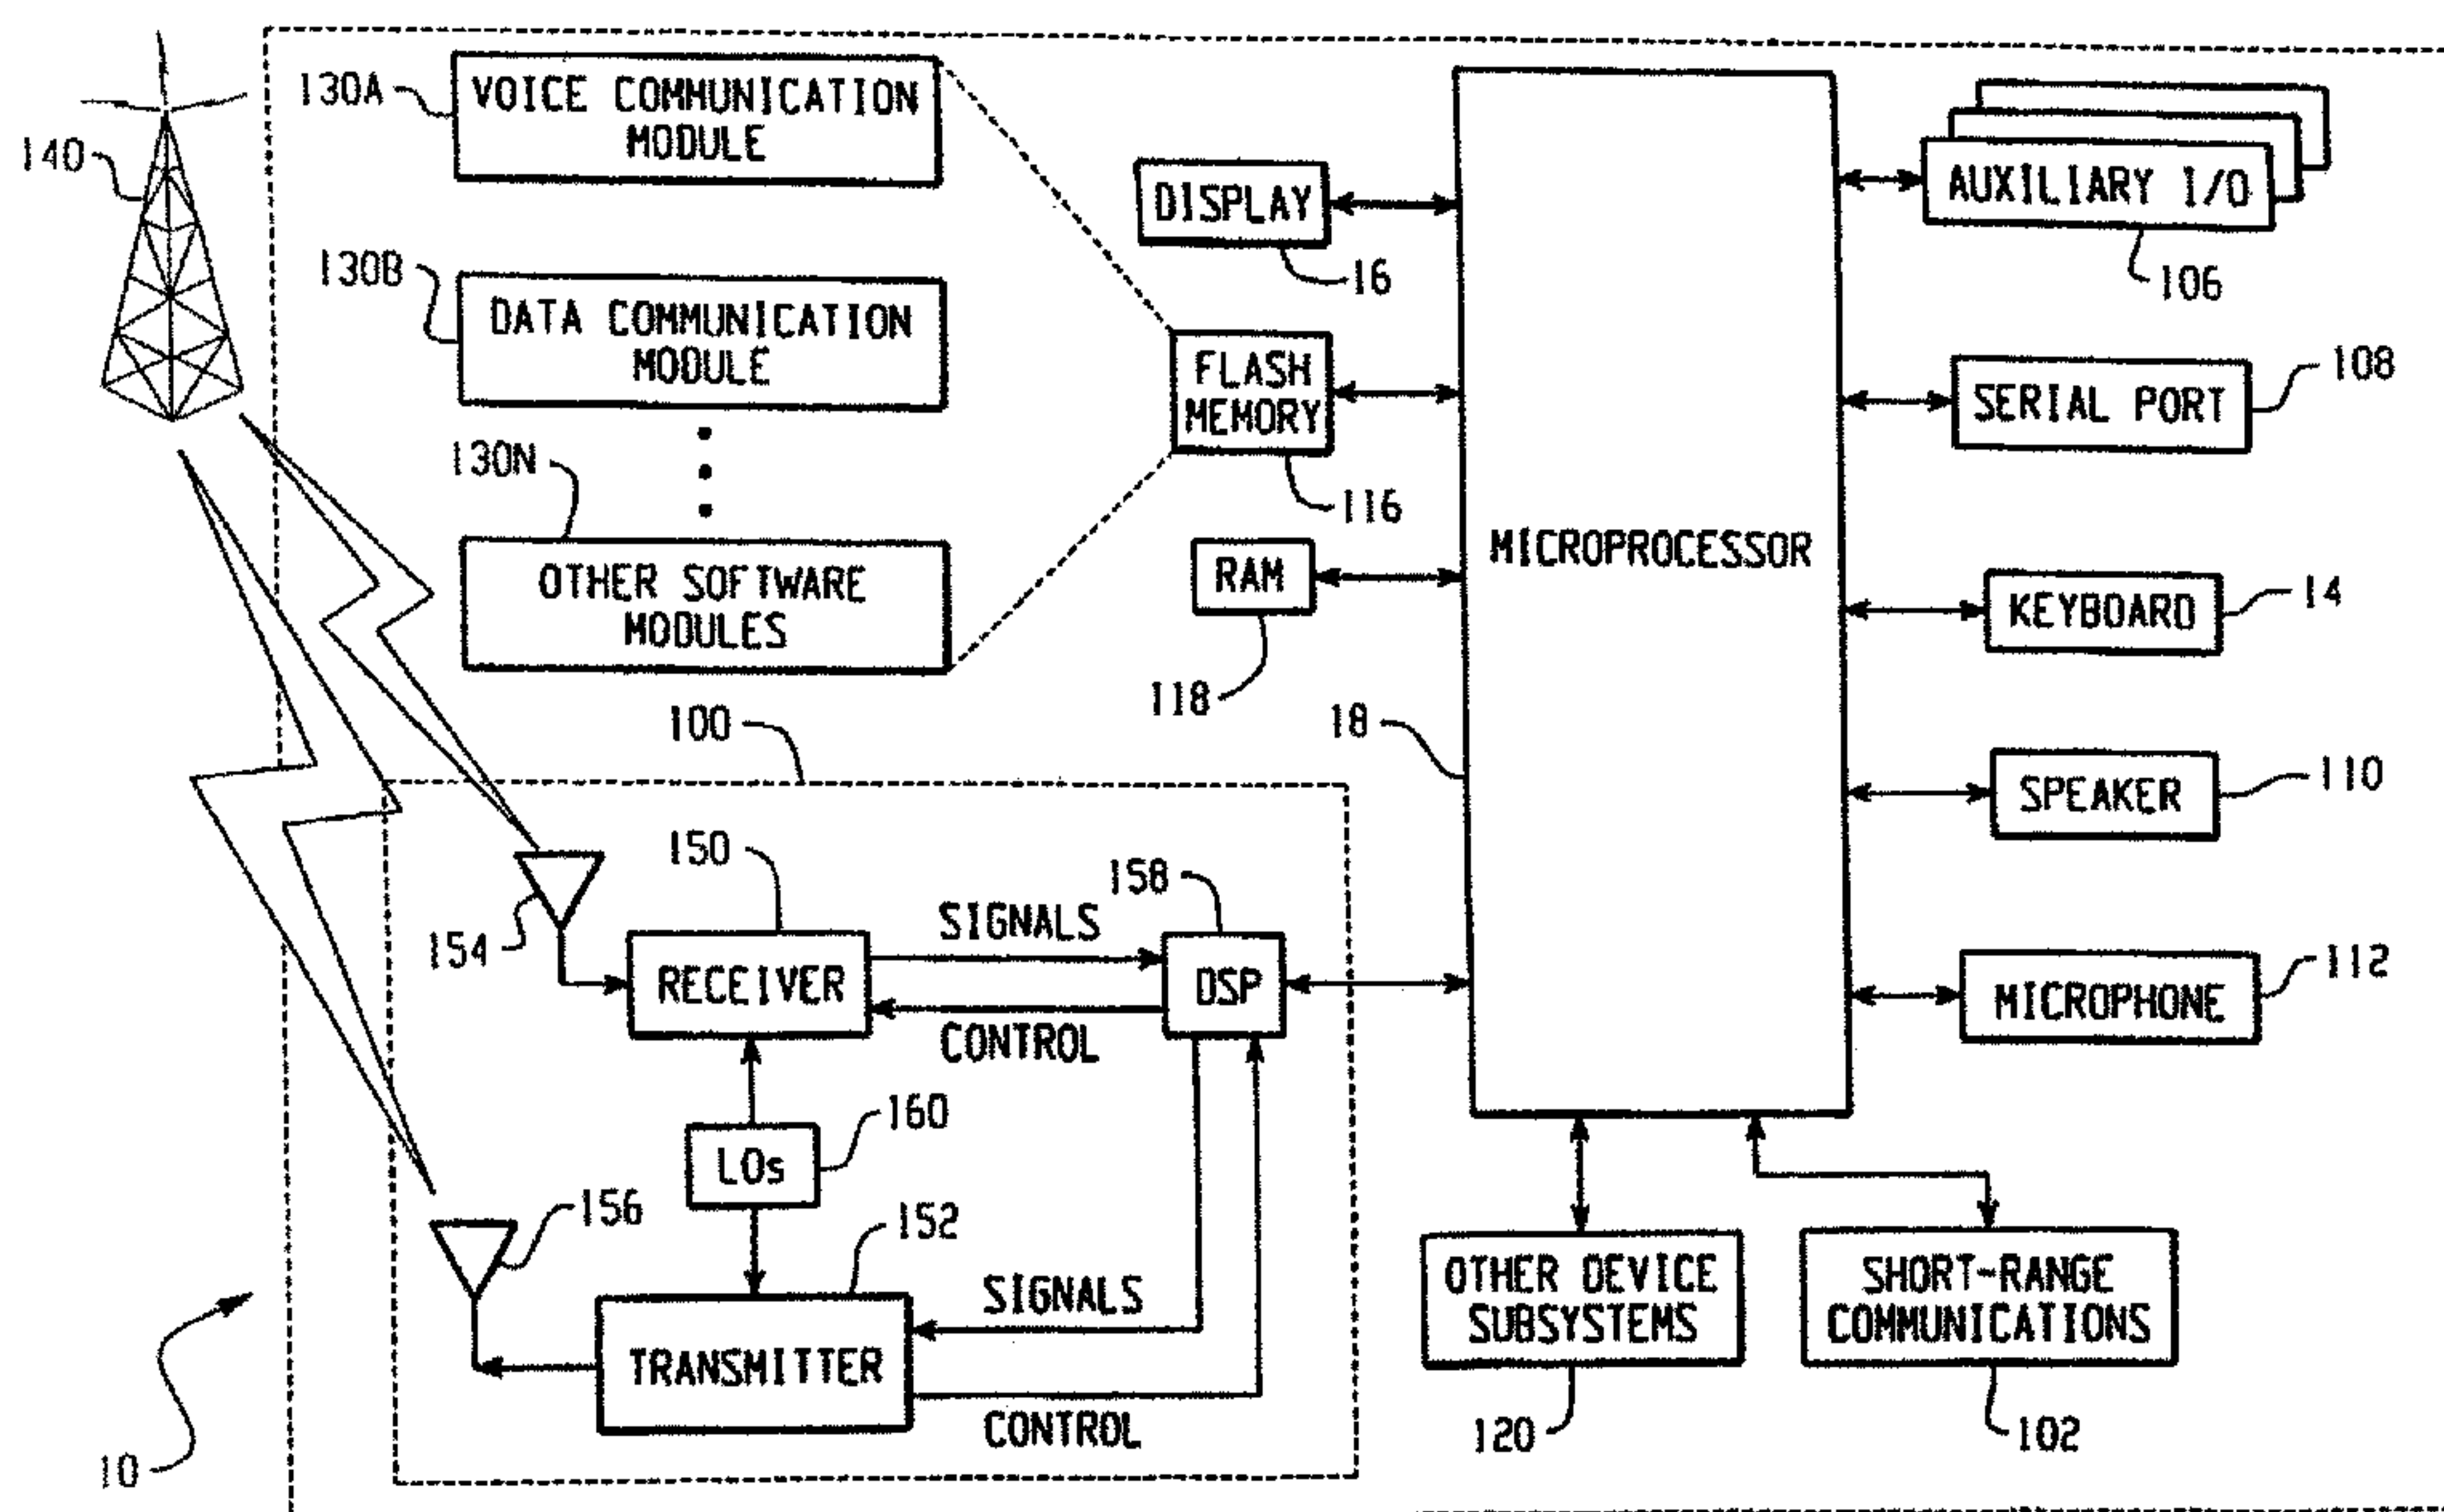 130A
VOICE COMMUNICATION
MODULE
140
130B
DATA COMMUNICATION
MODULE
130N
OTHER SOFTWARE
MODULES
DISPLAY
16
FLASH
MEMORY
116
RAM
118
MICROPROCESSOR
18
AUXILIARY I/O
106
SERIAL PORT
108
KEYBOARD
14
SPEAKER
110
MICROPHONE
112
100
150
154
RECEIVER
SIGNALS
CONTROL
158
DSP
160
LOs
156
152
TRANSMITTER
SIGNALS
CONTROL
OTHER DEVICE
SUBSYSTEMS
120
SHORT-RANGE
COMMUNICATIONS
102
10